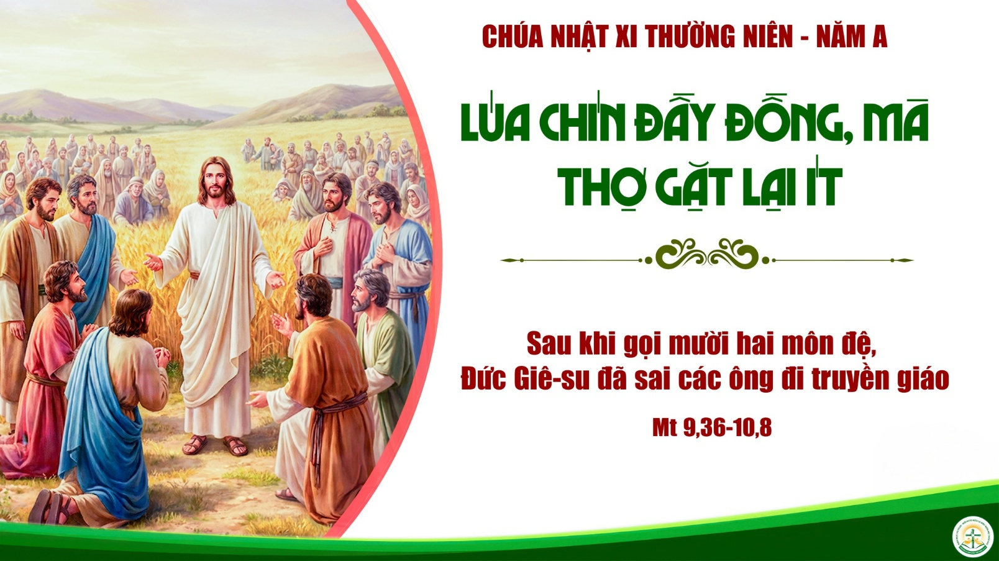 CHÚA NHẬT XI THƯỜNG NIÊN - NĂM A
LÚA CHÍN ĐẦY ĐỒNG, MÀ
THỢ GẶT LẠI ÍT
Sau khi gọi mười hai môn đệ,
Đức Giê-su đã sai các ông đi truyền giáo
Mt 9,36-10,8